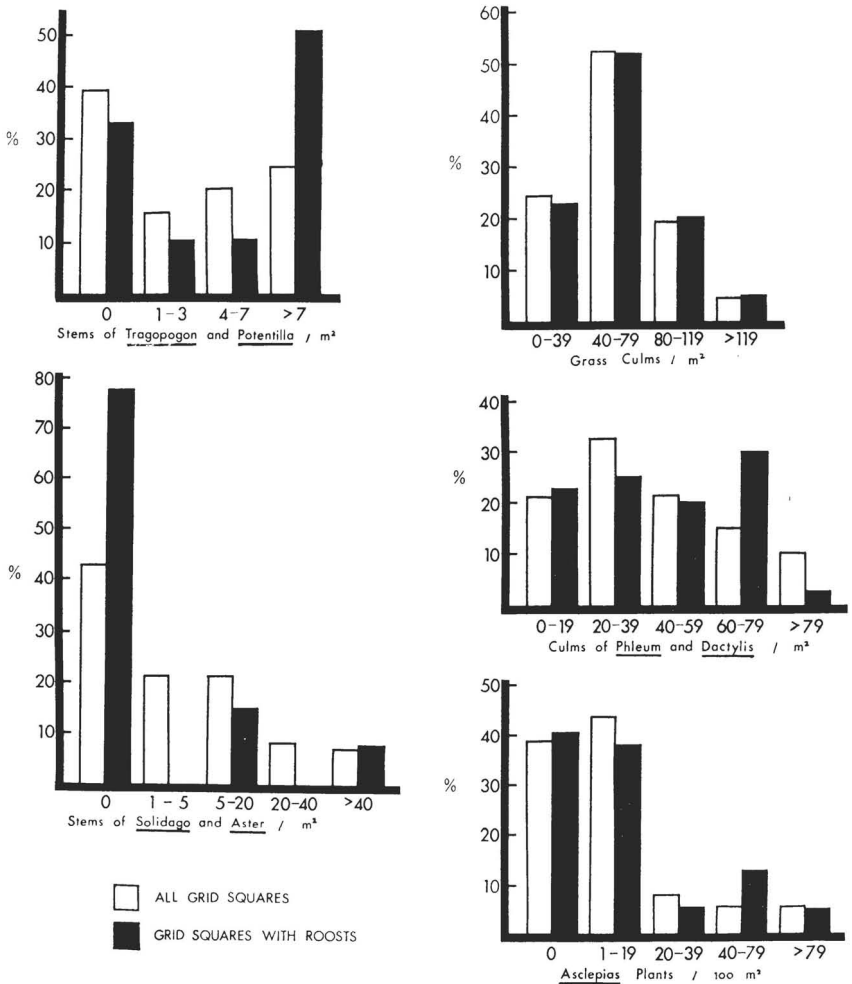 50
40
30
20
10
%
0 1-3 4-7 >7
Stems of Tragopogon and Potentilla / m²
60
50
40
30
20
10
%
0-39 40-79 80-119 >119
Grass Culms / m²
80
70
60
50
40
30
20
10
%
0 1-5 5-20 20-40 >40
Stems of Solidago and Aster / m²
40
30
20
10
%
0-19 20-39 40-59 60-79 >79
Culms of Phleum and Dactylis / m²
50
40
30
20
10
%
0 1-19 20-39 40-79 >79
Asclepias Plants / 100 m²
ALL GRID SQUARES
GRID SQUARES WITH ROOSTS